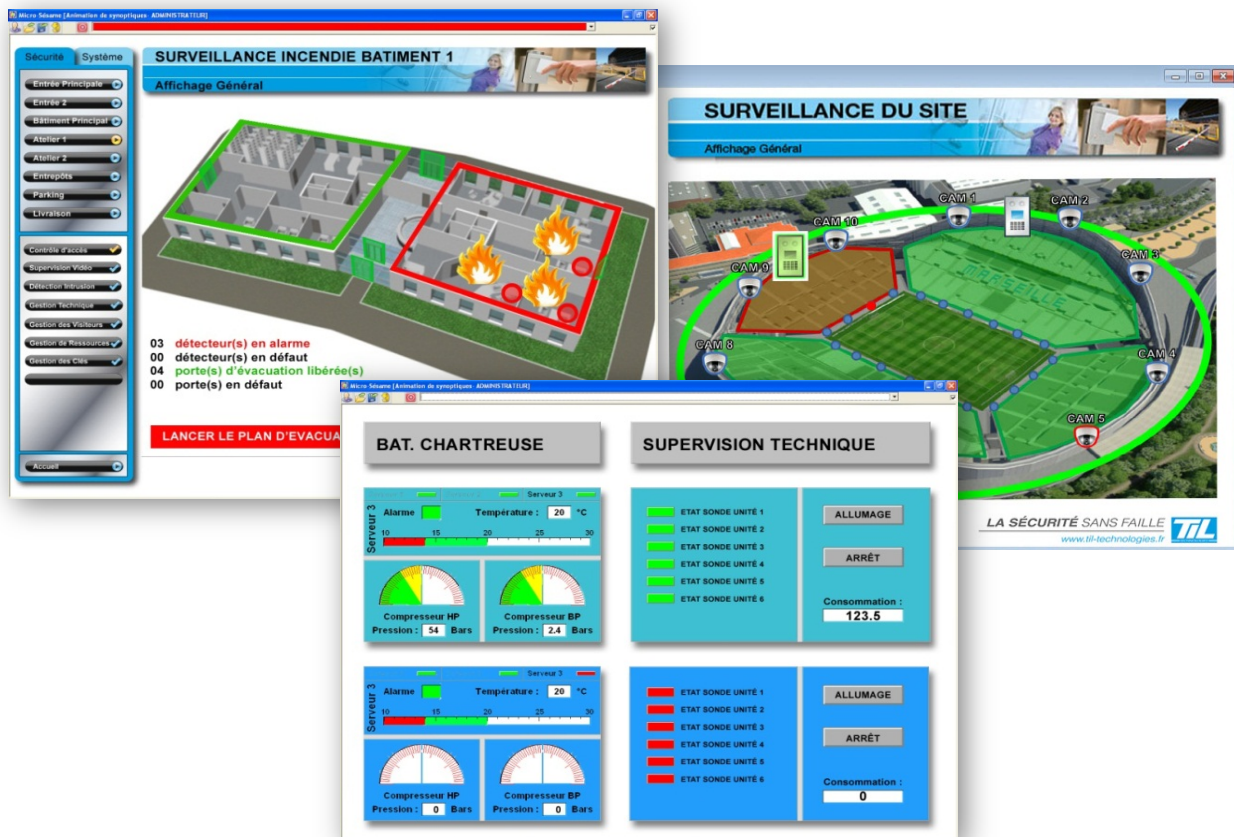 Micro Sésame [Animation de synoptiques ADMINISTRATEUR]
Sécurité Système
SURVEILLANCE INCENDIE BATIMENT 1
Affichage Général
Entrée Principale
Entrée 2
Bâtiment Principal
Atelier 1
Atelier 2
Entrepôts
Parking
Livraison
Contrôle d'accès
Supervision Vidéo
Détection Intrusion
Gestion Technique
Gestion des Visiteurs
Gestion de Ressources
Gestion des Clés
Accueil
03 détecteur(s) en alarme
00 détecteur(s) en défaut
04 porte(s) d'évacuation libérée(s)
00 porte(s) en défaut
LANCER LE PLAN D'EVACUA
SURVEILLANCE DU SITE
Affichage Général
CAM 1
CAM 2
CAM 10
CAM 3
CAM 9
MARSEILLE
CAM 8
CAM 4
CAM 5
LA SÉCURITÉ SANS FAILLE TiL
www.til-technologies.fr
Micro Sésame [Animation de synoptiques ADMINISTRATEUR]
BAT. CHARTREUSE
SUPERVISION TECHNIQUE
Serveur 3
Serveur 3
Alarme Température : 20 °C
10 15 20 25 30
Compresseur HP
Pression : 54 Bars
Compresseur BP
Pression : 2.4 Bars
ETAT SONDE UNITÉ 1
ETAT SONDE UNITÉ 2
ETAT SONDE UNITÉ 3
ETAT SONDE UNITÉ 4
ETAT SONDE UNITÉ 5
ETAT SONDE UNITÉ 6
ALLUMAGE
ARRÊT
Consommation :
123.5
Serveur 3
Serveur 3
Alarme Température : 20 °C
10 15 20 25 30
Compresseur HP
Pression : 0 Bars
Compresseur BP
Pression : 0 Bars
ETAT SONDE UNITÉ 1
ETAT SONDE UNITÉ 2
ETAT SONDE UNITÉ 3
ETAT SONDE UNITÉ 4
ETAT SONDE UNITÉ 5
ETAT SONDE UNITÉ 6
ALLUMAGE
ARRÊT
Consommation :
0